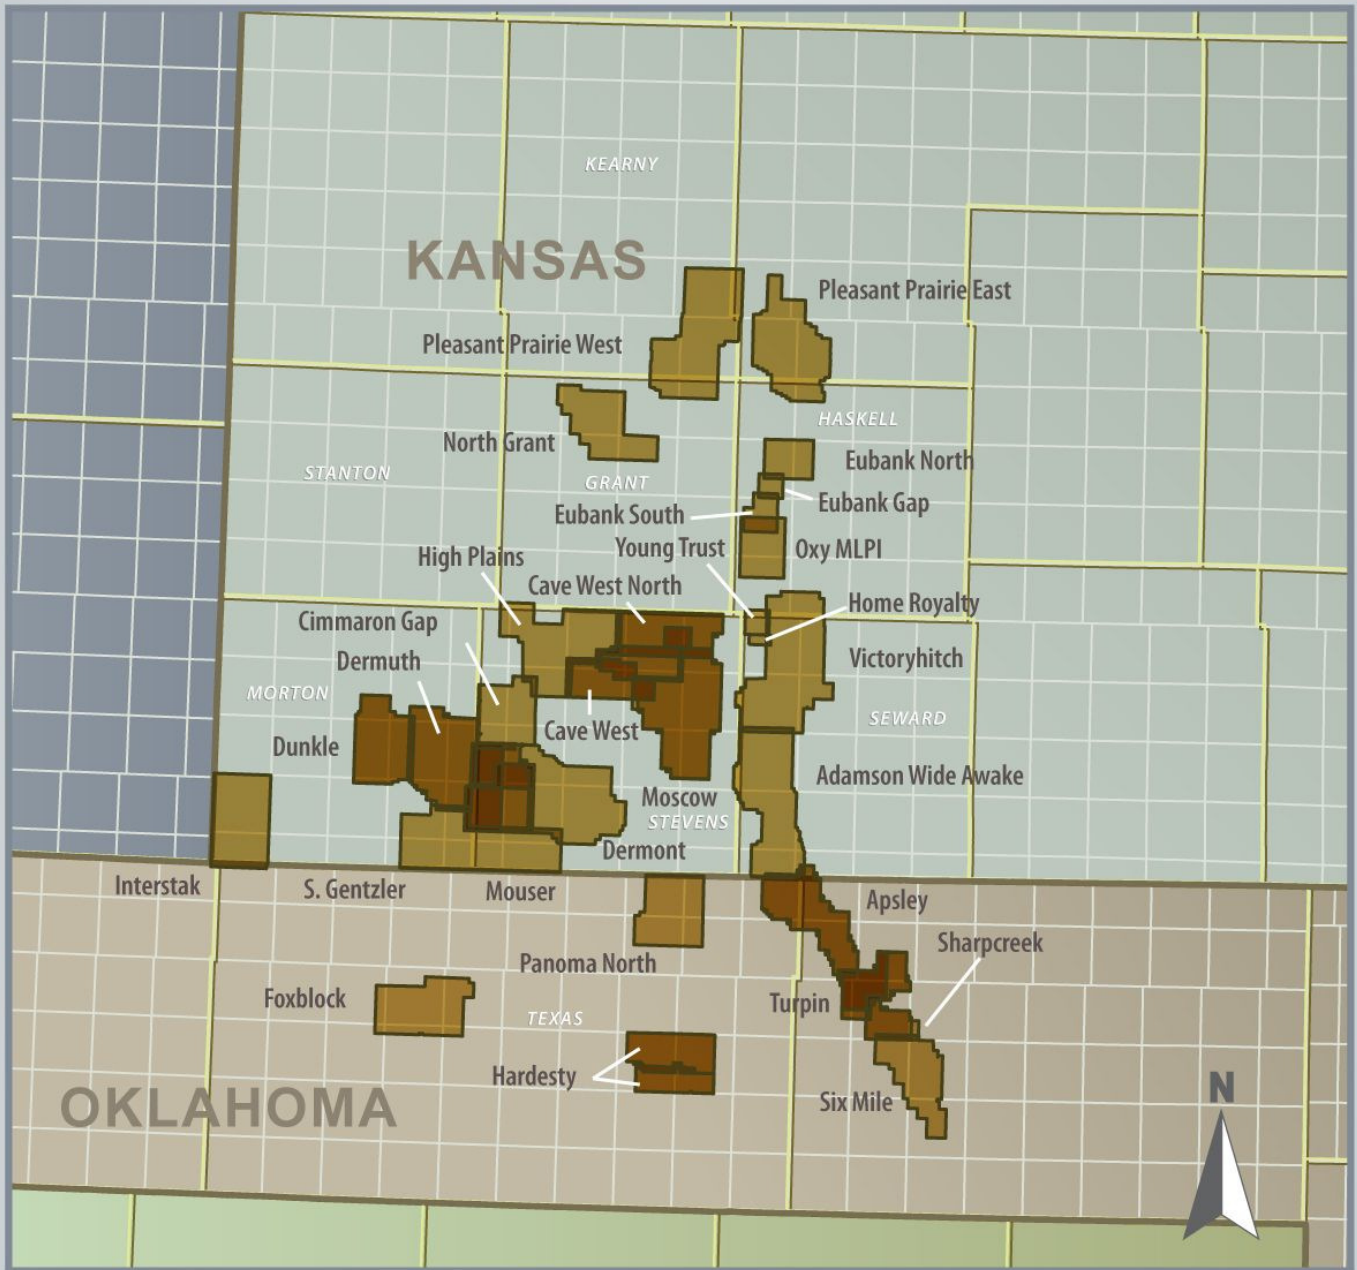 KEARNY
KANSAS
Pleasant Prairie East
Pleasant Prairie West
HASKELL
North Grant
Eubank North
STANTON
GRANT
Eubank Gap
Eubank South
Young Trust
Oxy MLPI
High Plains
Cave West North
Home Royalty
Cimmaron Gap
Dermuth
Victoryhitch
MORTON
SEWARD
Cave West
Dunkle
Adamson Wide Awake
Moscow
STEVENS
Dermont
Interstak
S. Gentzler
Mouser
Apsley
Sharpcreek
Panoma North
Foxblock
Turpin
TEXAS
Hardesty
N
Six Mile
OKLAHOMA